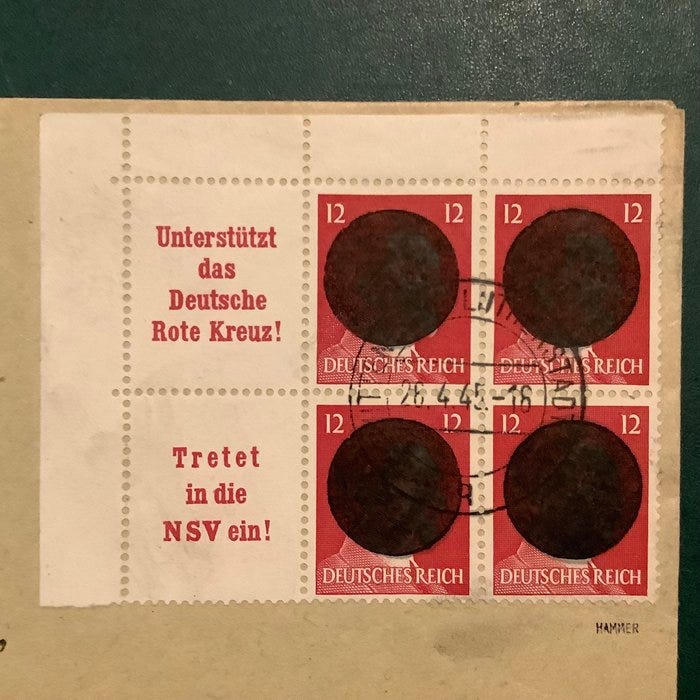 Unterstützt
das
Deutsche
Rote Kreuz!
12 12
DEUTSCHES REICH
12 12
DEUTSCHES REICH
LUTHERSTADT
Tretet
in die
NSV ein!
12 12
DEUTSCHES REICH
12 12
DEUTSCHES REICH
HAMMER